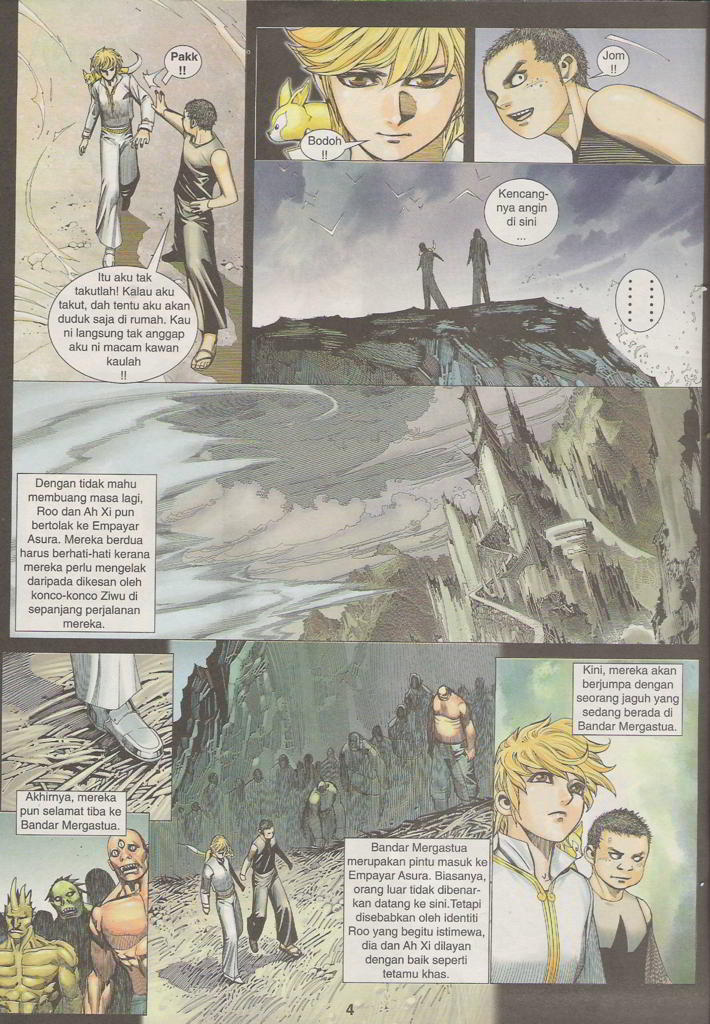 Pakk
!!
Itu aku tak
takutlah! Kalau aku
takut, dah tentu aku akan
duduk saja di rumah. Kau
ni langsung tak anggap
aku ni macam kawan
kaulah
!!
Bodoh
!!
Jom
!!
Kencang-
nya angin
di sini
...
Dengan tidak mahu
membuang masa lagi,
Roo dan Ah Xi pun
bertolak ke Empayar
Asura. Mereka berdua
harus berhati-hati kerana
mereka perlu mengelak
daripada dikesan oleh
konco-konco Ziwu di
sepanjang perjalanan
mereka.
Akhirnya, mereka
pun selamat tiba ke
Bandar Mergastua.
Bandar Mergastua
merupakan pintu masuk ke
Empayar Asura. Biasanya,
orang luar tidak dibenar-
kan datang ke sini.Tetapi
disebabkan oleh identiti
Roo yang begitu istimewa,
dia dan Ah Xi dilayan
dengan baik seperti
tetamu khas.
Kini, mereka akan
berjumpa dengan
seorang jaguh yang
sedang berada di
Bandar Mergastua.
4